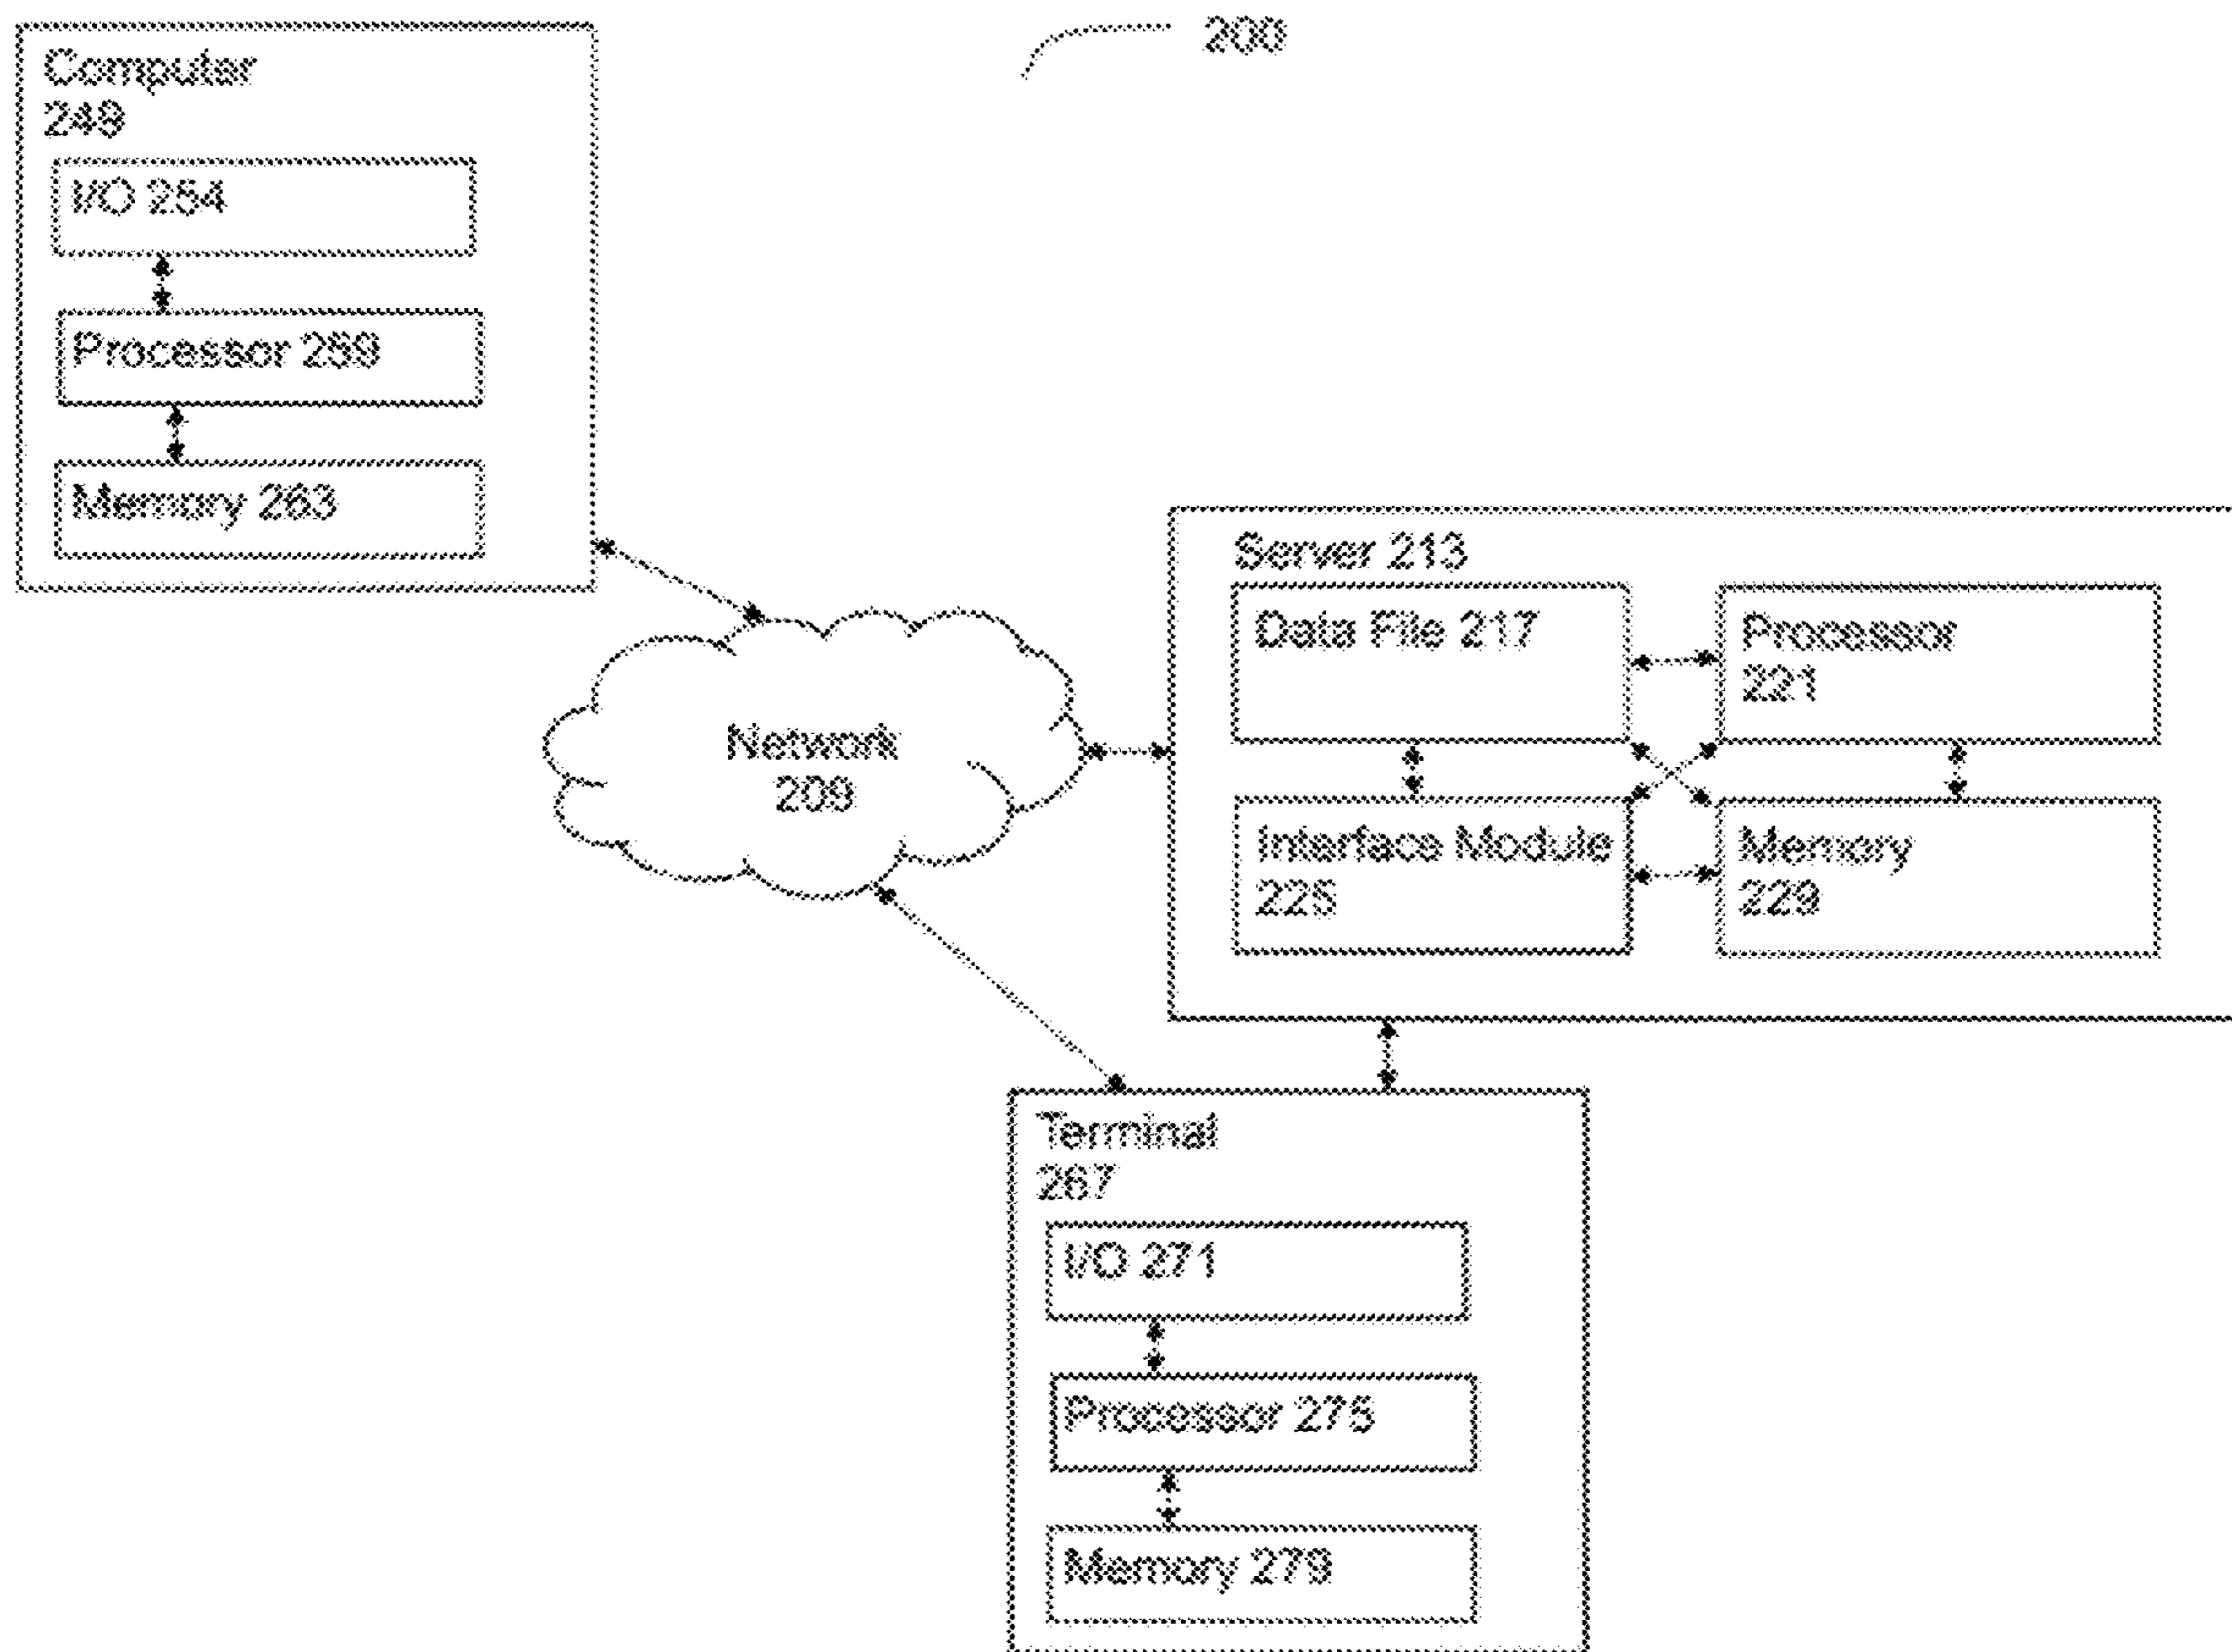 200
Computer
249
I/O 254
Processor 259
Memory 263
Network
209
Server 213
Data File 217
Processor
221
Interface Module
225
Memory
229
Terminal
267
I/O 271
Processor 275
Memory 279